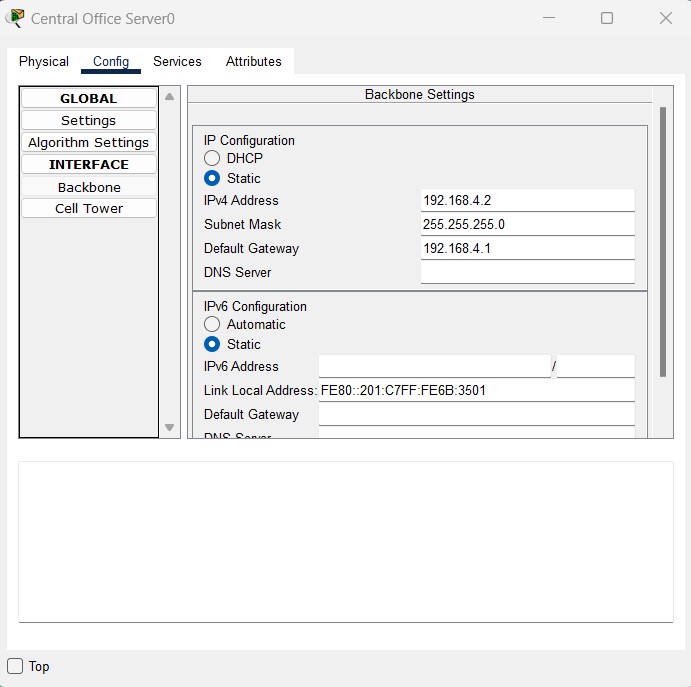 Central Office Server0
Physical Config Services Attributes
GLOBAL
Settings
Algorithm Settings
INTERFACE
Backbone
Cell Tower
Backbone Settings
IP Configuration
DHCP
Static
IPv4 Address 192.168.4.2
Subnet Mask 255.255.255.0
Default Gateway 192.168.4.1
DNS Server
IPv6 Configuration
Automatic
Static
IPv6 Address /
Link Local Address: FE80::201:C7FF:FE6B:3501
Default Gateway
DNS Server
Top